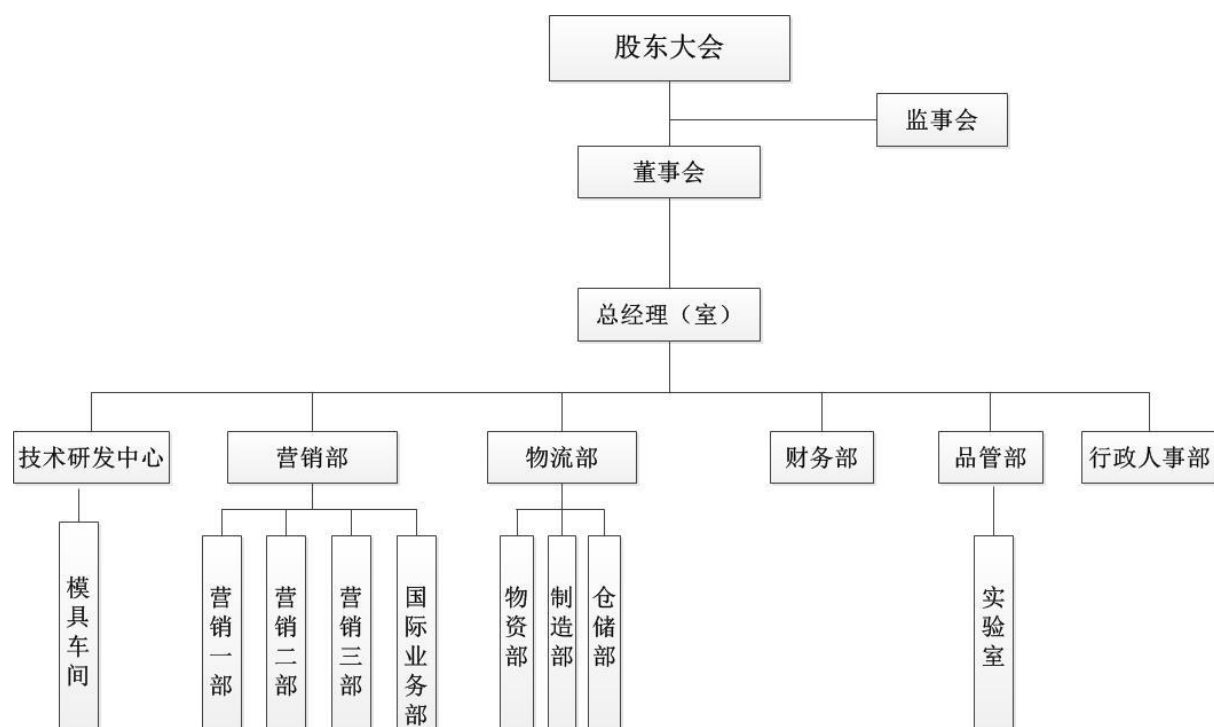 股东大会
监事会
董事会
总经理（室）
技术研发中心
营销部
物流部
财务部
品管部
行政人事部
模具车间
营销一部
营销二部
营销三部
国际业务部
物资部
制造部
仓储部
实验室